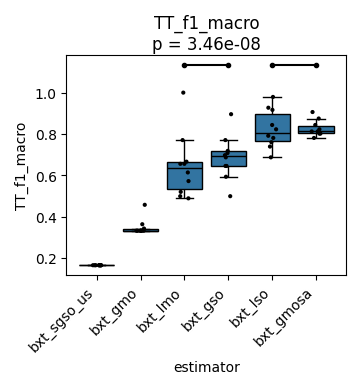 TT_f1_macro
p = 3.46e-08
TT_f1_macro
1.0
0.8
0.6
0.4
0.2
bxt_sgso_us
bxt_gmo
bxt_lmo
bxt_gso
bxt_lso
bxt_gmosa
estimator